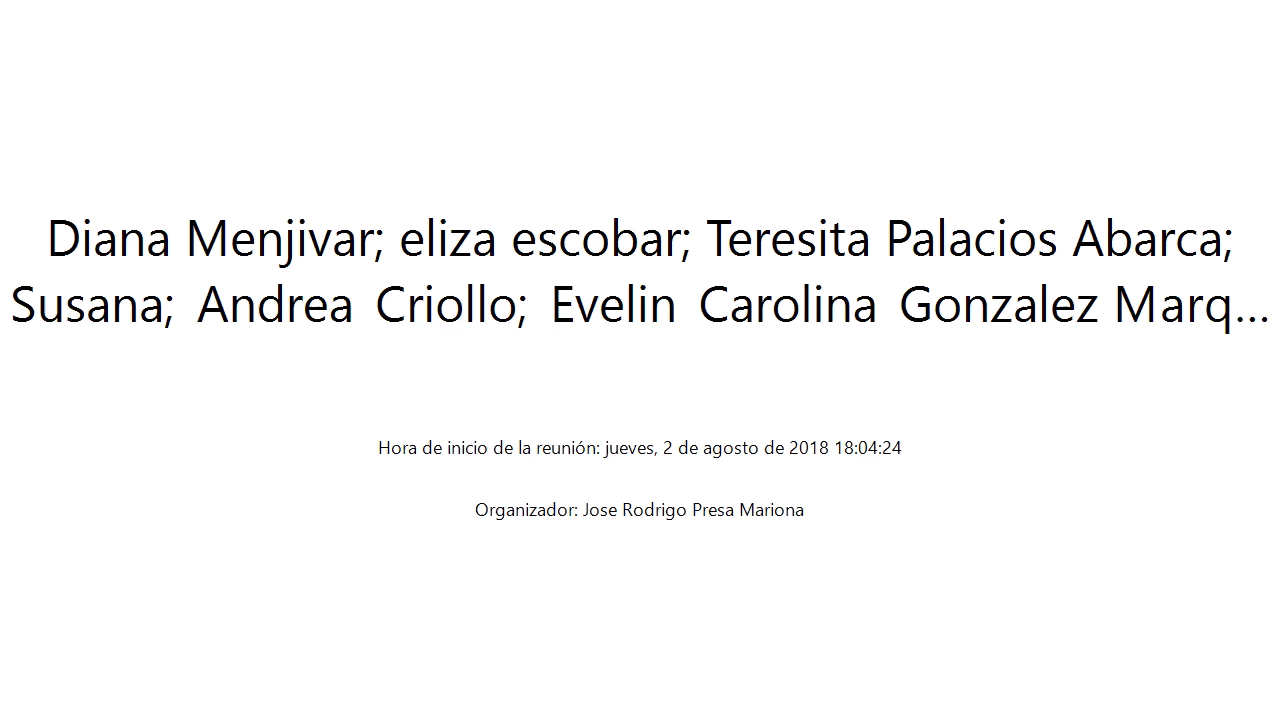 Diana Menjivar; eliza escobar; Teresita Palacios Abarca;
Susana; Andrea Criollo; Evelin Carolina Gonzalez Marq...
Hora de inicio de la reunión: jueves, 2 de agosto de 2018 18:04:24
Organizador: Jose Rodrigo Presa Mariona